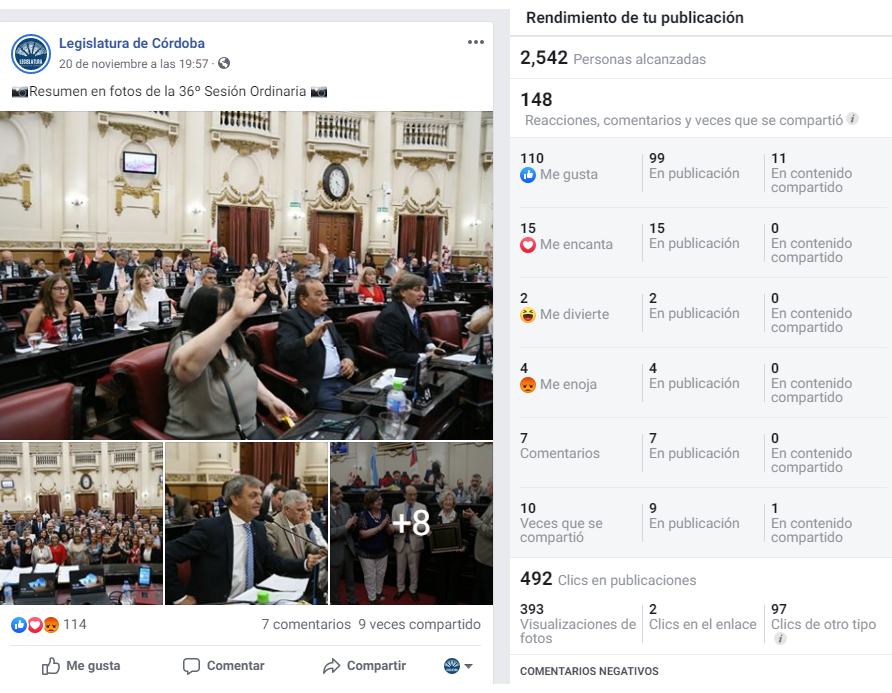 Legislatura de Córdoba
20 de noviembre a las 19:57 ·
LEGISLATURA
Resumen en fotos de la 36º Sesión Ordinaria
44
+8
114
7 comentarios 9 veces compartido
Me gusta Comentar Compartir
Rendimiento de tu publicación
2,542 Personas alcanzadas
148
Reacciones, comentarios y veces que se compartió
110 99 11
Me gusta En publicación En contenido
compartido
15 15 0
Me encanta En publicación En contenido
compartido
2 2 0
Me divierte En publicación En contenido
compartido
4 4 0
Me enoja En publicación En contenido
compartido
7 7 0
Comentarios En publicación En contenido
compartido
10 9 1
Veces que se En publicación En contenido
compartió compartido
492 Clics en publicaciones
393 2 97
Visualizaciones de Clics en el enlace Clics de otro tipo
fotos
COMENTARIOS NEGATIVOS